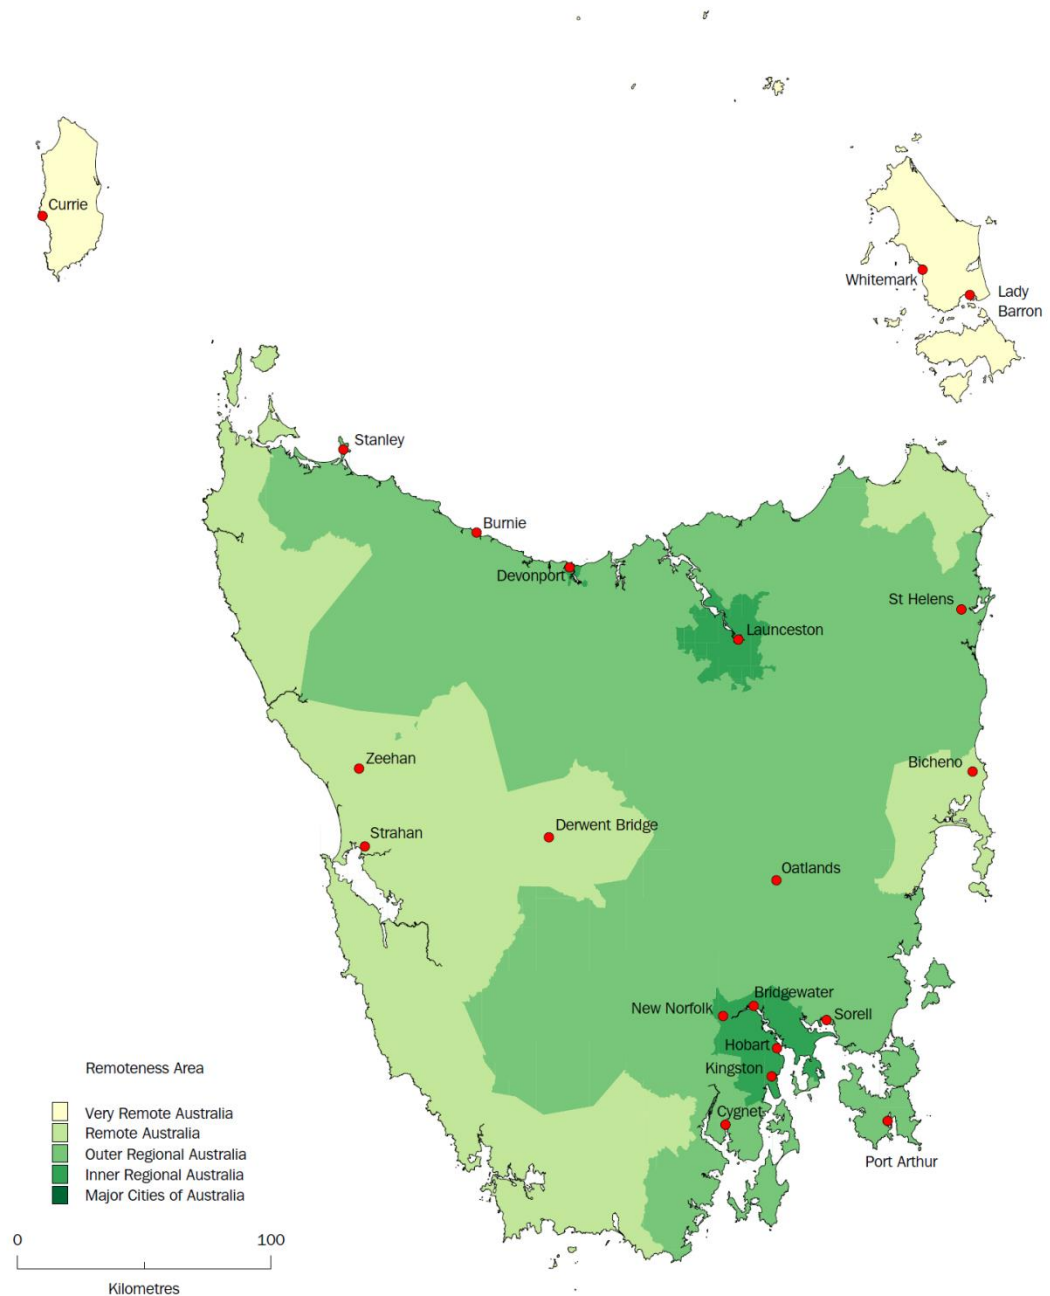 Currie
Whitemark
Lady
Barron
Stanley
Burnie
Devonport
St Helens
Launceston
Zeehan
Bicheno
Strahan
Derwent Bridge
Oatlands
Bridgewater
New Norfolk
Sorell
Hobart
Kingston
Cygnet
Port Arthur
Remoteness Area
Very Remote Australia
Remote Australia
Outer Regional Australia
Inner Regional Australia
Major Cities of Australia
0 100
Kilometres